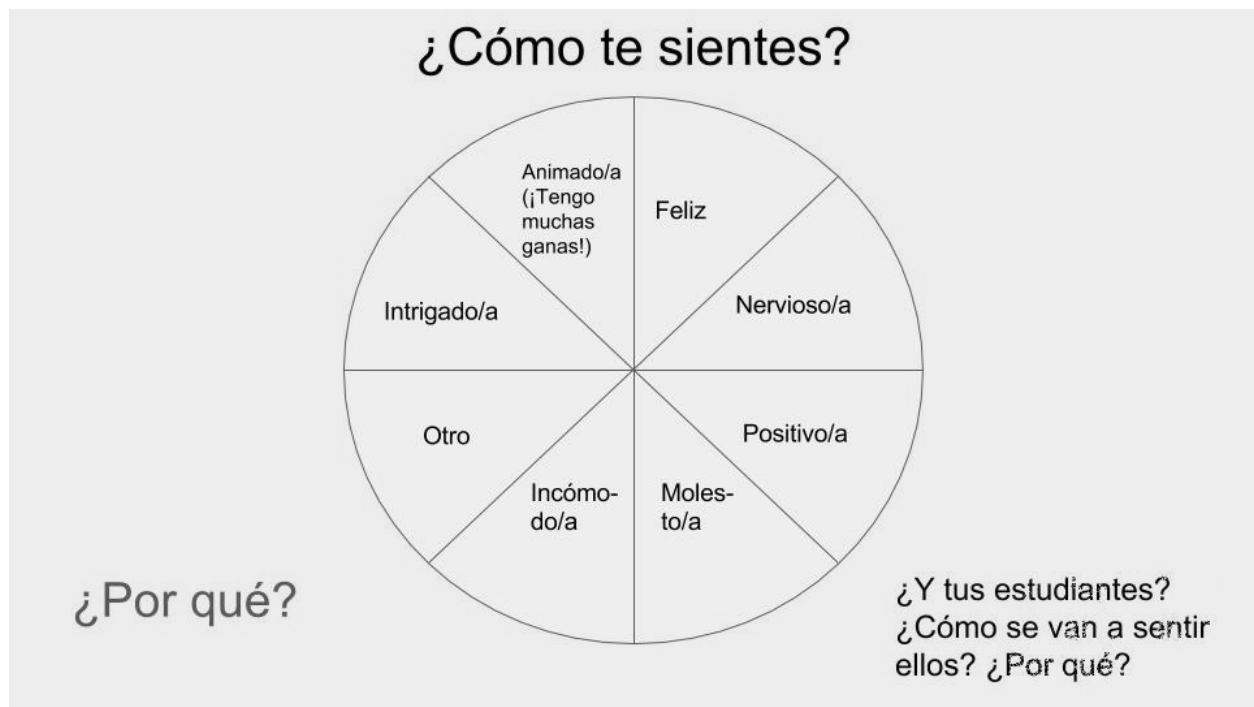 ¿Cómo te sientes?
Animado/a
(¡Tengo
muchas
ganas!)
Feliz
Intrigado/a
Nervioso/a
Otro
Positivo/a
Incómo-
do/a
Moles-
to/a
¿Por qué?
¿Y tus estudiantes?
¿Cómo se van a sentir
ellos? ¿Por qué?